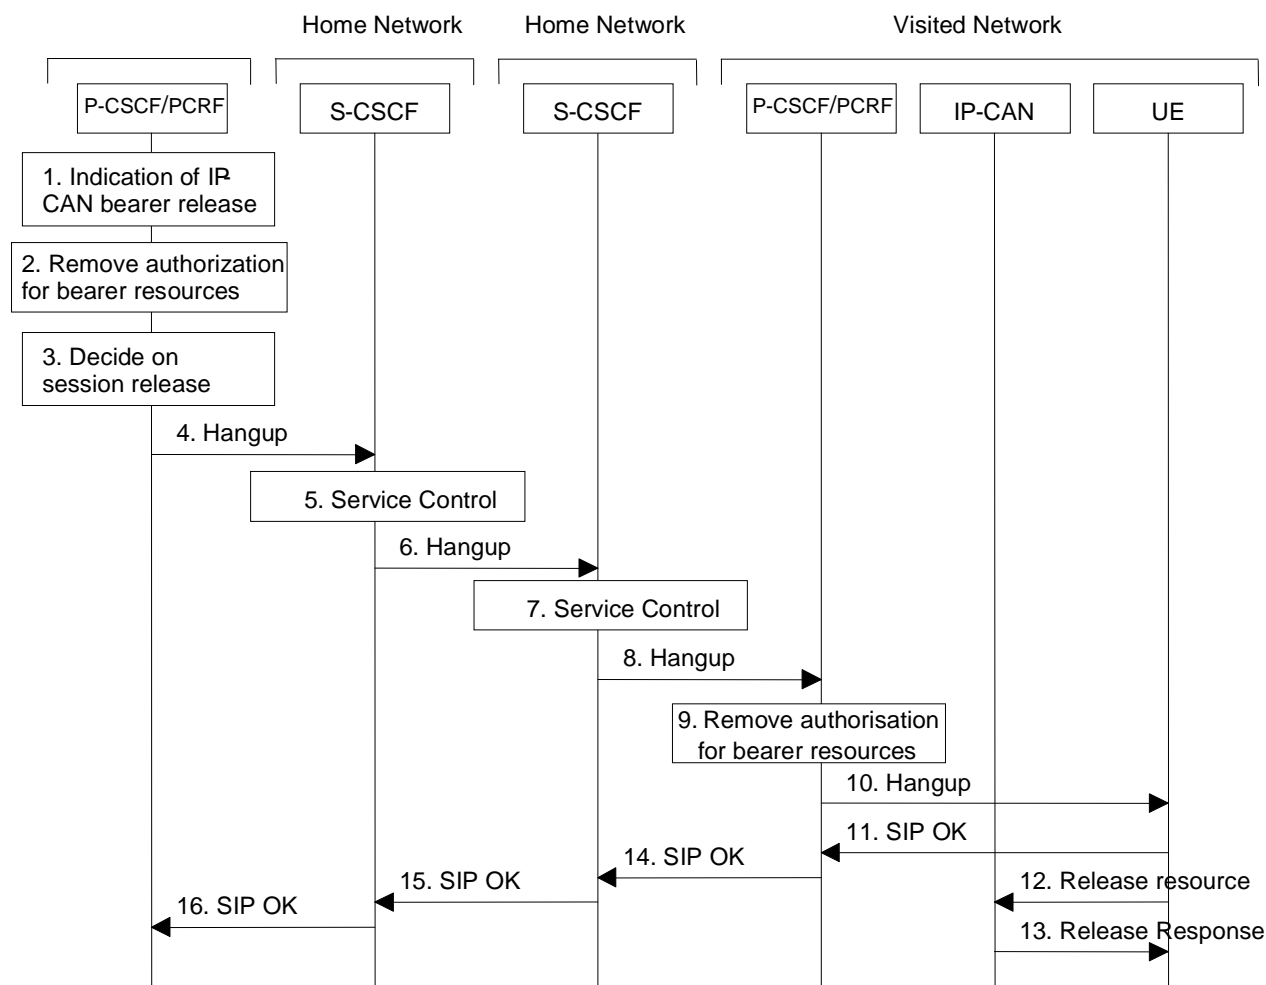 Home Network
Home Network
Visited Network
P-CSCF/PCRF
S-CSCF
S-CSCF
P-CSCF/PCRF
IP-CAN
UE
1. Indication of IP-
CAN bearer release
2. Remove authorization
for bearer resources
3. Decide on
session release
4. Hangup
5. Service Control
6. Hangup
7. Service Control
8. Hangup
9. Remove authorisation
for bearer resources
10. Hangup
11. SIP OK
14. SIP OK
15. SIP OK
12. Release resource
16. SIP OK
13. Release Response